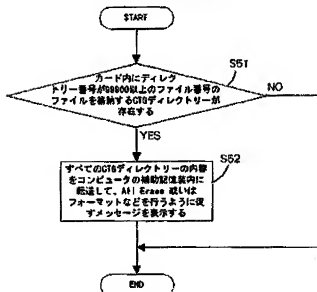 START
カード内にディレク
トリー番号が99900以上のファイル番号の
ファイルを格納するCTGディレクトリーが
存在する
S51
NO
YES
S52
すべてのCTGディレクトリーの内容
をコンピュータの補助記憶装内に
転送して、All Erase 或いは
フォーマットなどを行うように促
すメッセージを表示する
END